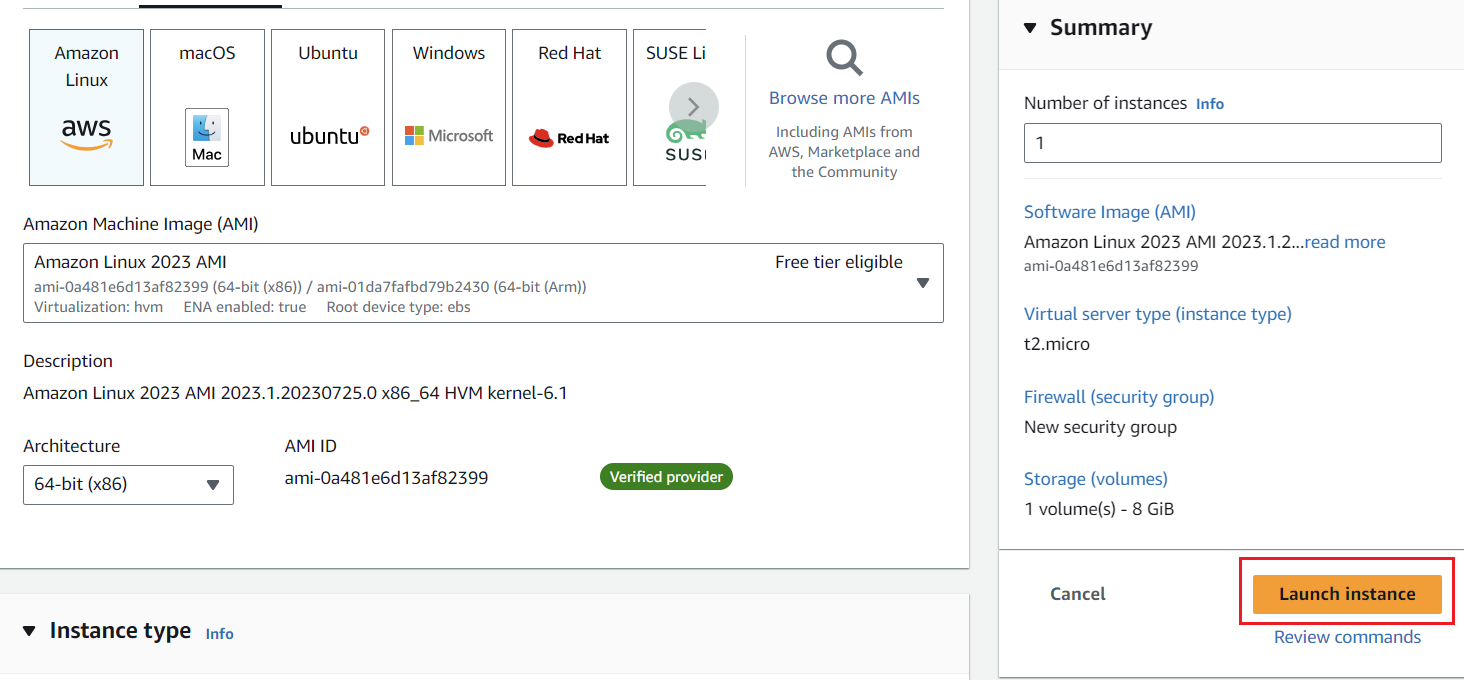 Amazon
Linux
aws
macOS
Mac
Ubuntu
ubuntu
Windows
Microsoft
Red Hat
Red Hat
SUSE Li
SUS
Browse more AMIs
Including AMIs from
AWS, Marketplace and
the Community
Amazon Machine Image (AMI)
Amazon Linux 2023 AMI
Free tier eligible
ami-0a481e6d13af82399 (64-bit (x86)) / ami-01da7fafbd79b2430 (64-bit (Arm))
Virtualization: hvm ENA enabled: true Root device type: ebs
Description
Amazon Linux 2023 AMI 2023.1.20230725.0 x86_64 HVM kernel-6.1
Architecture
64-bit (x86)
AMI ID
ami-0a481e6d13af82399
Verified provider
Instance type Info
Summary
Number of instances Info
1
Software Image (AMI)
Amazon Linux 2023 AMI 2023.1.2...read more
ami-0a481e6d13af82399
Virtual server type (instance type)
t2.micro
Firewall (security group)
New security group
Storage (volumes)
1 volume(s) - 8 GiB
Cancel
Launch instance
Review commands